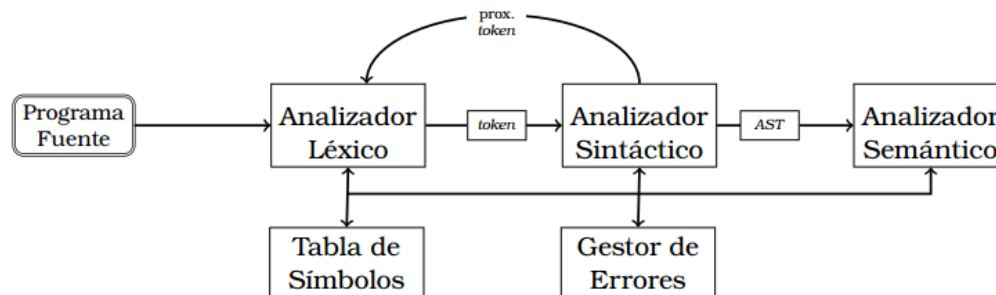 prox.
token
Programa
Fuente
Analizador
Léxico
token
Analizador
Sintáctico
AST
Analizador
Semántico
Tabla de
Símbolos
Gestor de
Errores